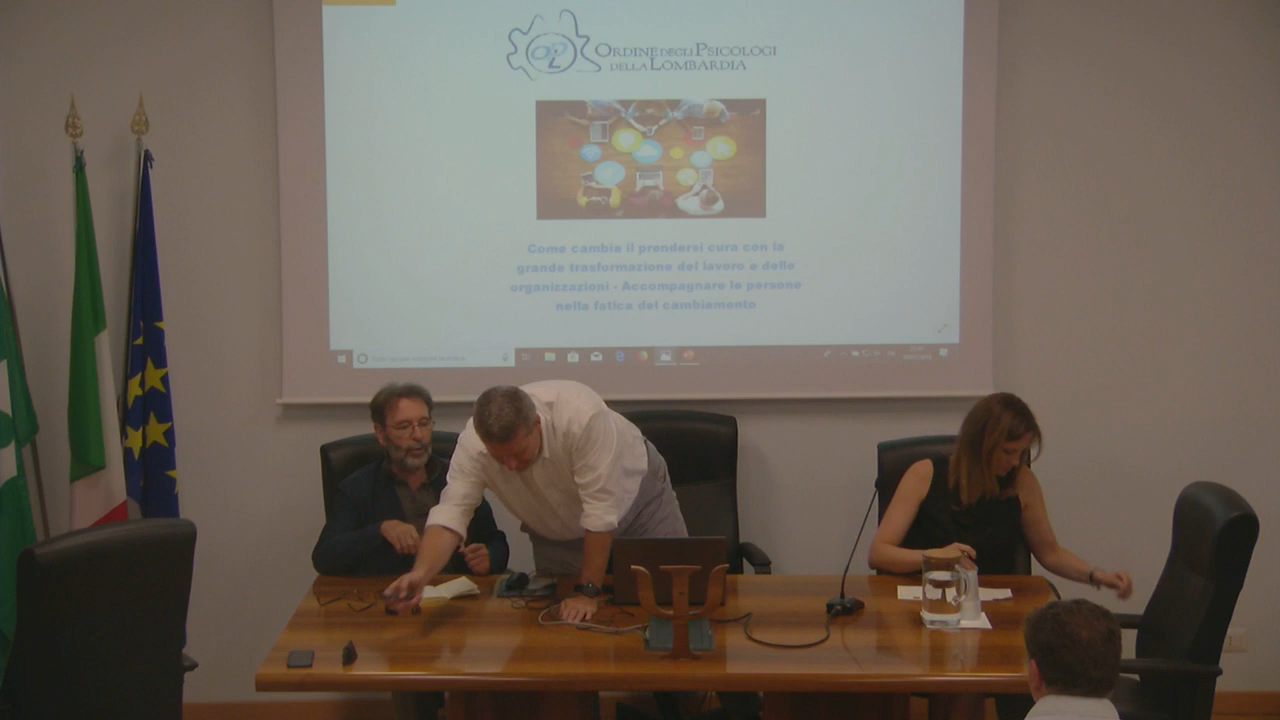 ORDINE DEGLI PSICOLOGI
DELLA LOMBARDIA
Come cambia il prendersi cura con la
grande trasformazione del lavoro e delle
organizzazioni - Accompagnare le persone
nella fatica del cambiamento